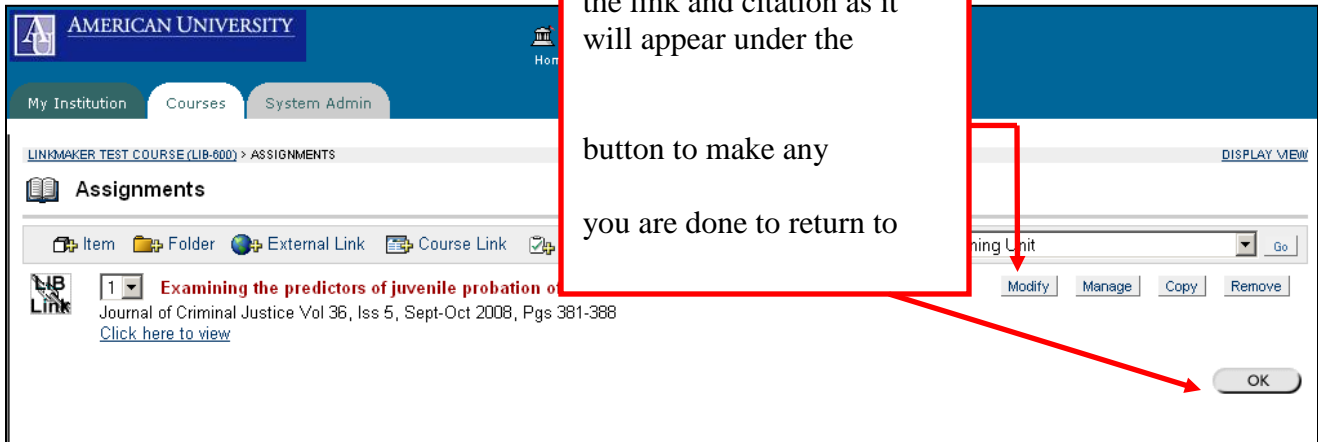 AMERICAN UNIVERSITY
the link and citation as it
will appear under the
button to make any
you are done to return to
My Institution Courses System Admin
LINKMAKER TEST COURSE (LIB-600) > ASSIGNMENTS DISPLAY VIEW
Assignments
Item Folder External Link Course Link Unit Go
LIB Link 1 Examining the predictors of juvenile probation Modify Manage Copy Remove
Journal of Criminal Justice Vol 36, Iss 5, Sept-Oct 2008, Pgs 381-388
Click here to view
OK